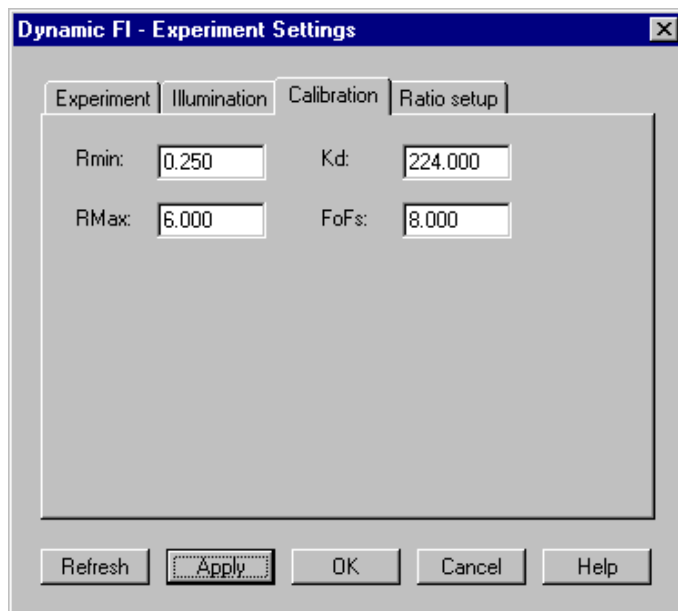 Dynamic FI - Experiment Settings
Experiment Illumination Calibration Ratio setup
Rmin: 0.250 Kd: 224.000
RMax: 6.000 FoFs: 8.000
Refresh Apply OK Cancel Help